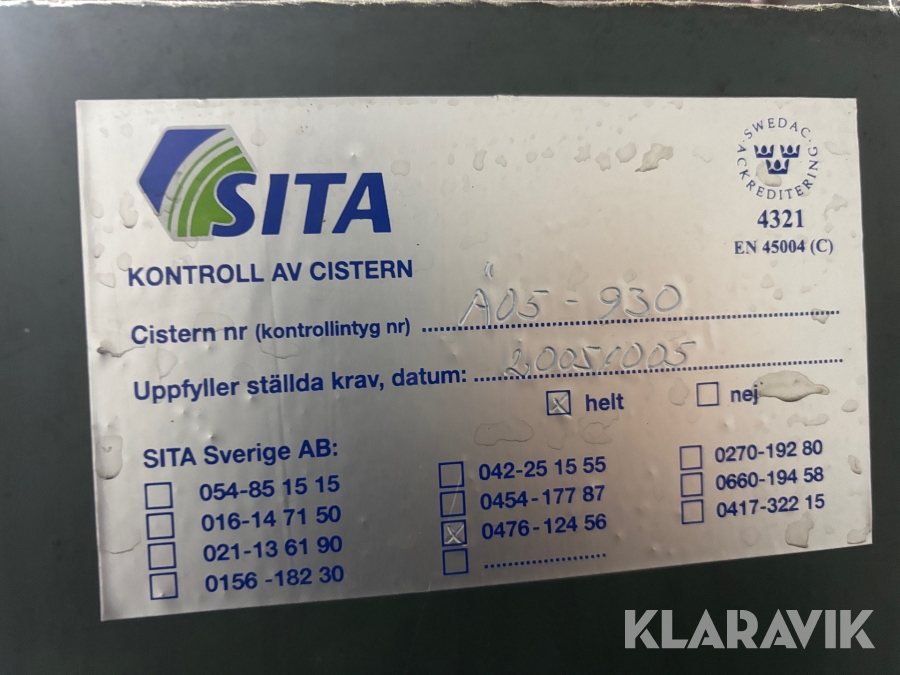 SITA
SWEDAC
ACKREDITERING
4321
EN 45004 (C)
KONTROLL AV CISTERN
Cistern nr (kontrollintyg nr) Ä05-930
Uppfyller ställda krav, datum: 20051005
helt nej
SITA Sverige AB:
054-85 15 15
016-14 71 50
021-13 61 90
0156-182 30
042-25 15 55
0454-177 87
0476-124 56
0270-192 80
0660-194 58
0417-322 15
KLARAVIK